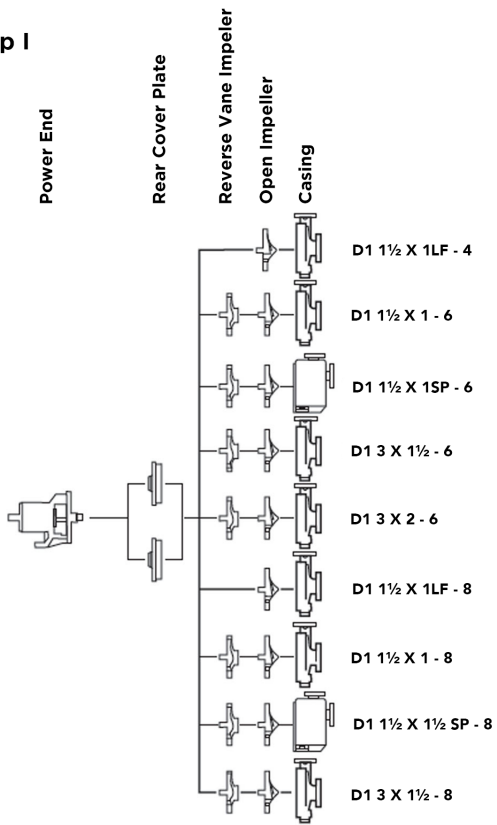 p I
Power End
Rear Cover Plate
Reverse Vane Impeler
Open Impeller
Casing
D1 1½ X 1LF - 4
D1 1½ X 1 - 6
D1 1½ X 1SP - 6
D1 3 X 1½ - 6
D1 3 X 2 - 6
D1 1½ X 1LF - 8
D1 1½ X 1 - 8
D1 1½ X 1½ SP - 8
D1 3 X 1½ - 8